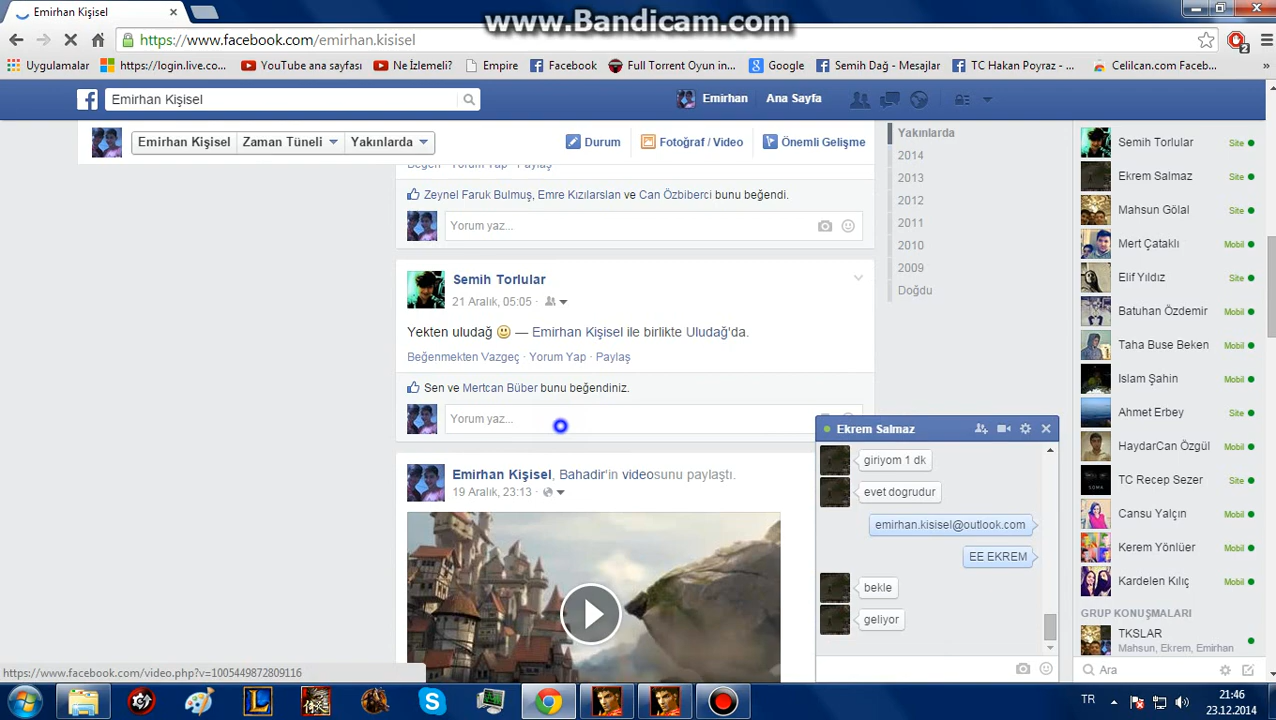 www.Bandicam.com
Emirhan Kişisel
https://www.facebook.com/emirhan.kisisel
2
Uygulamalar
https://login.live.co...
YouTube ana sayfası
Ne İzlemeli?
Empire
Facebook
Full Torrent Oyun in...
Google
Semih Dağ - Mesajlar
TC Hakan Poyraz - ...
Celilcan.com Faceb...
Emirhan Kişisel
Emirhan
Ana Sayfa
Emirhan Kişisel
Zaman Tüneli
Yakınlarda
Durum
Fotoğraf / Video
Önemli Gelişme
Beğen · Yorum Yap · Paylaş
Zeynel Faruk Bulmuş, Emre Kızılarslan ve Can Özbiberci bunu beğendi.
Yorum yaz...
Semih Torlular
21 Aralık, 05:05
Yekten uludağ — Emirhan Kişisel ile birlikte Uludağ'da.
Beğenmekten Vazgeç · Yorum Yap · Paylaş
Sen ve Mertcan Büber bunu beğendiniz.
Yorum yaz...
Emirhan Kişisel, Bahadir'in videosunu paylaştı.
19 Aralık, 23:13
https://www.facebook.com/video.php?v=1005449872809116
Yakınlarda
2014
2013
2012
2011
2010
2009
Doğdu
Ekrem Salmaz
giriyom 1 dk
evet dogrudur
emirhan.kisisel@outlook.com
EE EKREM
bekle
geliyor
Semih Torlular Site
Ekrem Salmaz Site
Mahsun Gölal Site
Mert Çataklı Mobil
Elif Yıldız Site
Batuhan Özdemir Mobil
Taha Buse Beken Mobil
Islam Şahin Mobil
Ahmet Erbey Mobil
HaydarCan Özgül Mobil
TC Recep Sezer Site
Cansu Yalçın Mobil
Kerem Yönlüer Mobil
Kardelen Kılıç Mobil
GRUP KONUŞMALARI
TKSLAR
Mahsun, Ekrem, Emirhan
Ara
TR
21:46
23.12.2014